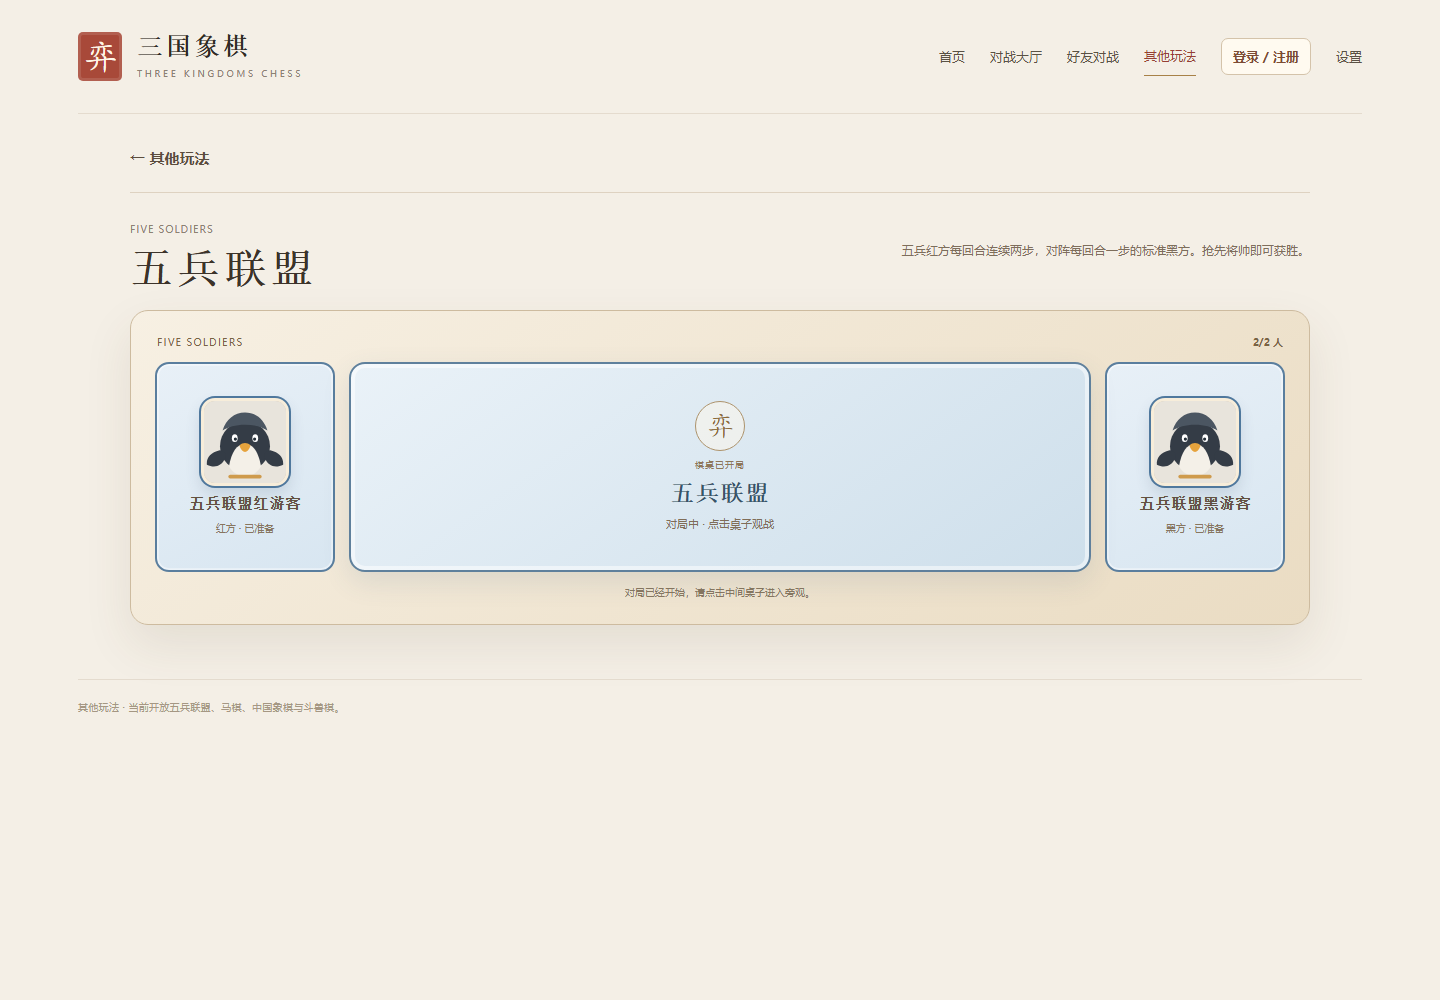 弈
三国象棋
THREE KINGDOMS CHESS
首页
对战大厅
好友对战
其他玩法
登录 / 注册
设置
← 其他玩法
FIVE SOLDIERS
五兵联盟
五兵红方每回合连续两步，对阵每回合一步的标准黑方。抢先将帅即可获胜。
FIVE SOLDIERS
2/2 人
五兵联盟红游客
红方 · 已准备
弈
棋桌已开局
五兵联盟
对局中 · 点击桌子观战
五兵联盟黑游客
黑方 · 已准备
对局已经开始，请点击中间桌子进入旁观。
其他玩法 · 当前开放五兵联盟、马棋、中国象棋与斗兽棋。